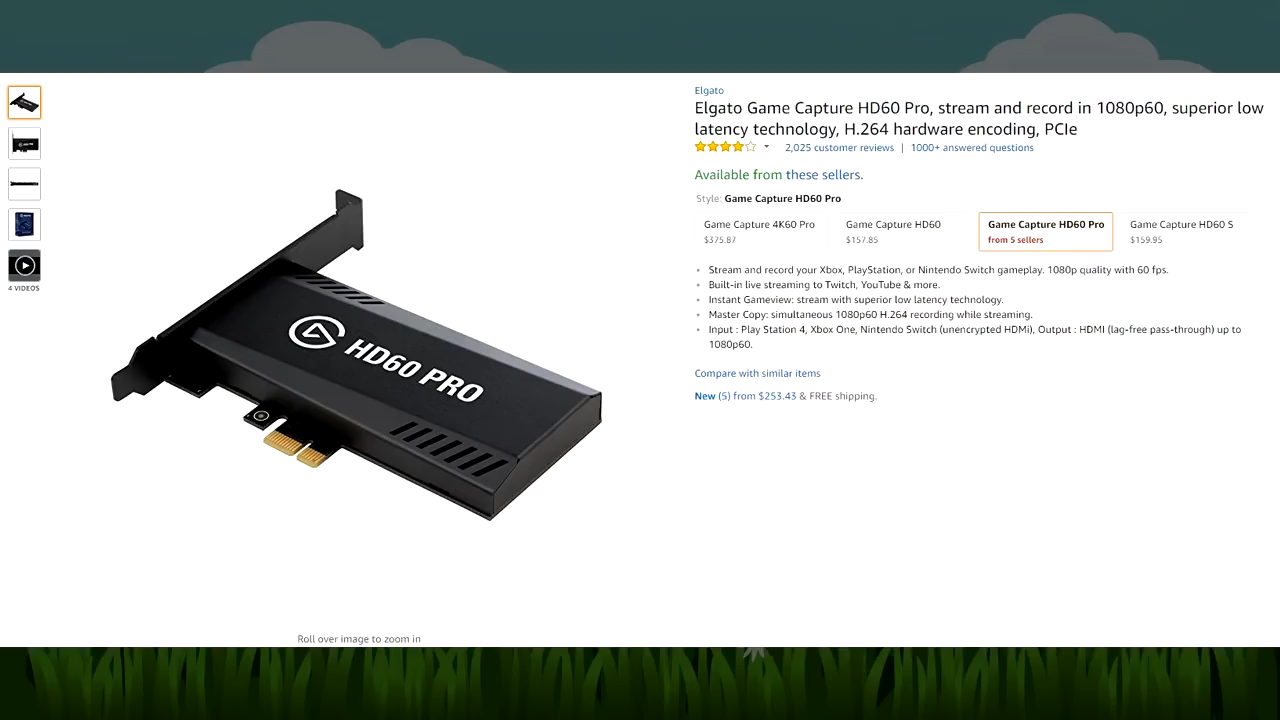 Elgato
Elgato Game Capture HD60 Pro, stream and record in 1080p60, superior low
latency technology, H.264 hardware encoding, PCIe
2,025 customer reviews | 1000+ answered questions
Available from these sellers.
Style: Game Capture HD60 Pro
Game Capture 4K60 Pro
$375.87
Game Capture HD60
$157.85
Game Capture HD60 Pro
from 5 sellers
Game Capture HD60 S
$159.95
Stream and record your Xbox, PlayStation, or Nintendo Switch gameplay. 1080p quality with 60 fps.
Built-in live streaming to Twitch, YouTube & more.
Instant Gameview: stream with superior low latency technology.
Master Copy: simultaneous 1080p60 H.264 recording while streaming.
Input : Play Station 4, Xbox One, Nintendo Switch (unencrypted HDMi), Output : HDMI (lag-free pass-through) up to
1080p60.
Compare with similar items
New (5) from $253.43 & FREE shipping.
4 VIDEOS
HD60 PRO
Roll over image to zoom in